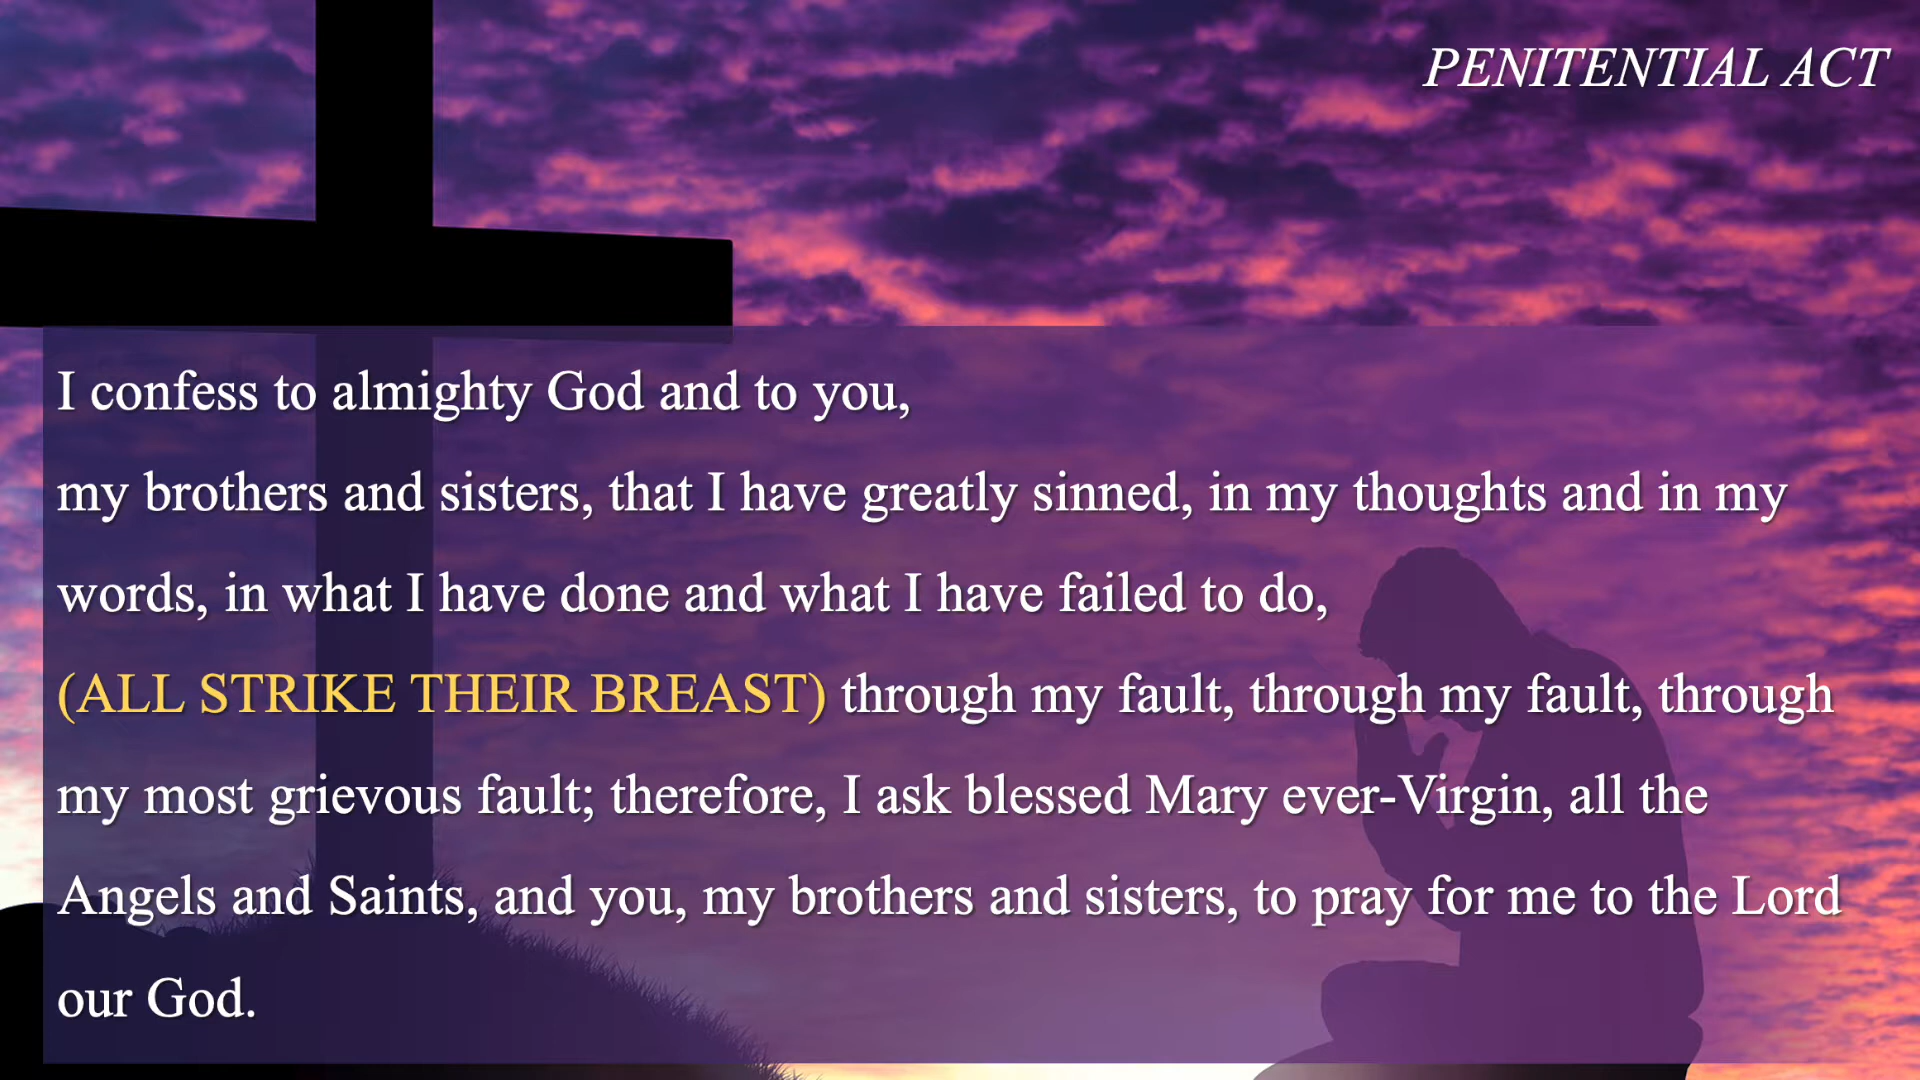 PENITENTIAL ACT
I confess to almighty God and to you,
my brothers and sisters, that I have greatly sinned, in my thoughts and in my
words, in what I have done and what I have failed to do,
(ALL STRIKE THEIR BREAST) through my fault, through my fault, through
my most grievous fault; therefore, I ask blessed Mary ever-Virgin, all the
Angels and Saints, and you, my brothers and sisters, to pray for me to the Lord
our God.